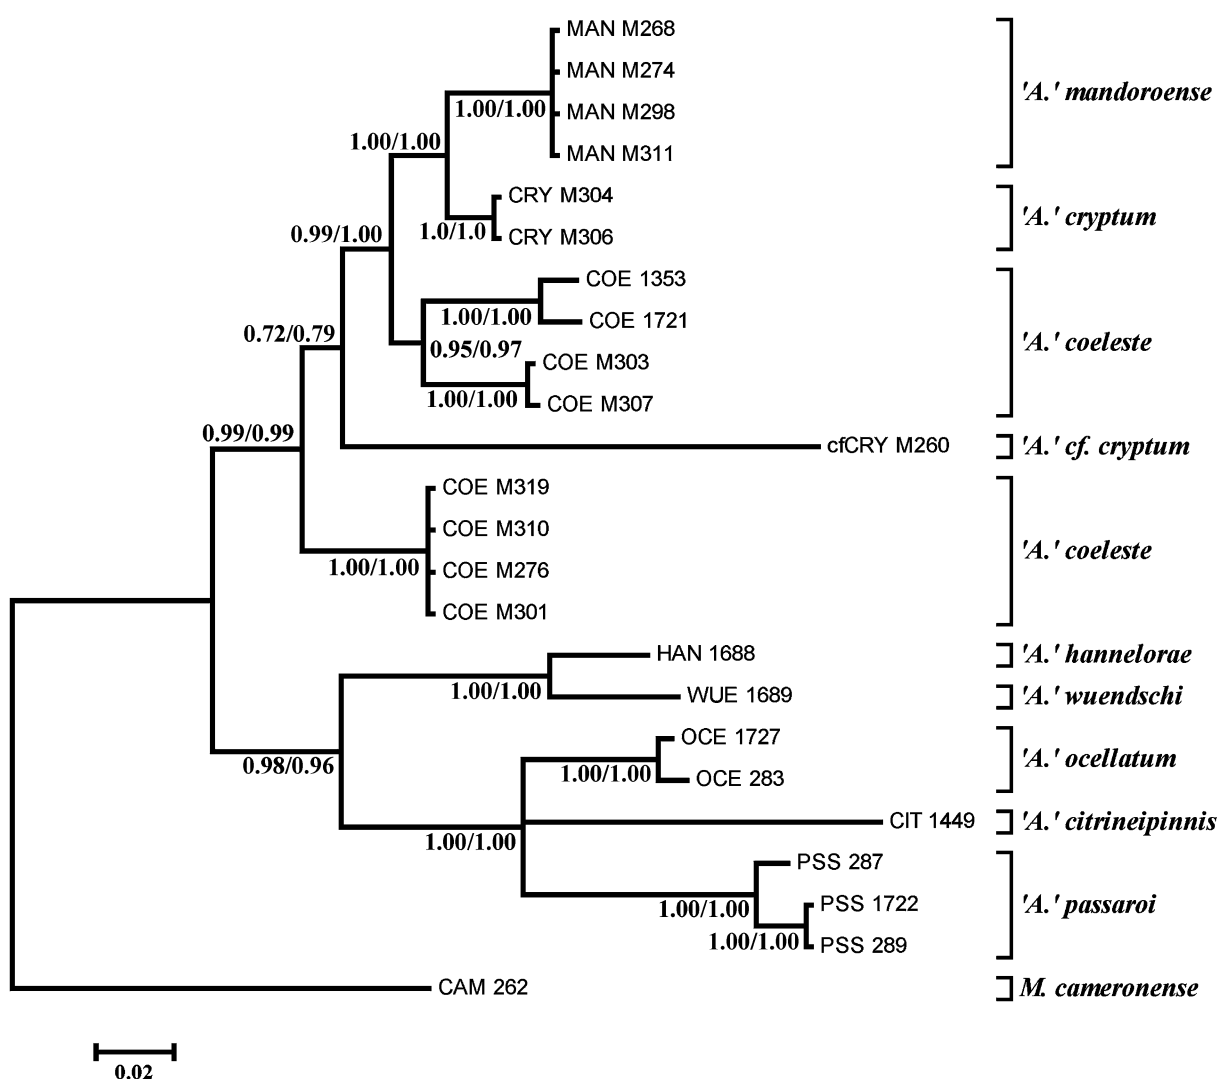 MAN M268
MAN M274
'A.' mandoroense
1.00/1.00
MAN M298
1.00/1.00
MAN M311
CRY M304
'A.' cryptum
1.0/1.0
CRY M306
0.99/1.00
COE 1353
1.00/1.00
COE 1721
0.72/0.79
'A.' coeleste
0.95/0.97
COE M303
1.00/1.00
COE M307
0.99/0.99
cfCRY M260
'A.' cf. cryptum
COE M319
COE M310
'A.' coeleste
1.00/1.00
COE M276
COE M301
HAN 1688
'A.' hannelorae
1.00/1.00
WUE 1689
'A.' wuendschi
OCE 1727
'A.' ocellatum
0.98/0.96
1.00/1.00
OCE 283
CIT 1449
'A.' citrineipinnis
1.00/1.00
PSS 287
1.00/1.00
PSS 1722
'A.' passaroi
1.00/1.00
PSS 289
CAM 262
M. cameronense
0.02